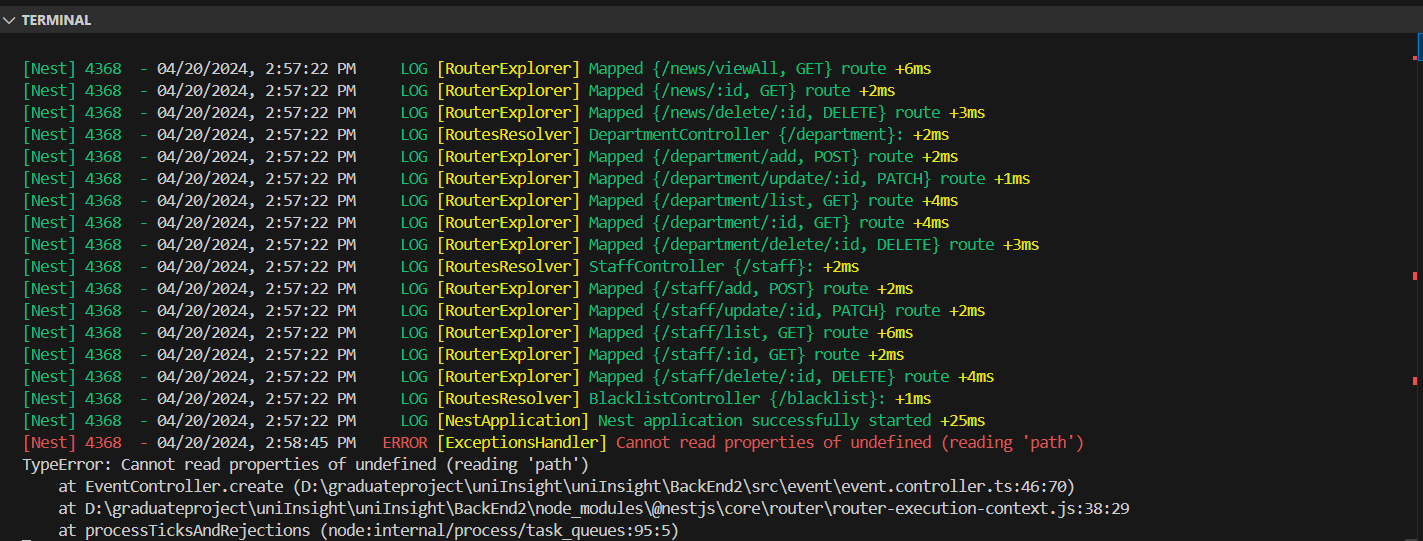 TERMINAL
[Nest] 4368  - 04/20/2024, 2:57:22 PM     LOG [RouterExplorer] Mapped {/news/viewAll, GET} route +6ms
[Nest] 4368  - 04/20/2024, 2:57:22 PM     LOG [RouterExplorer] Mapped {/news/:id, GET} route +2ms
[Nest] 4368  - 04/20/2024, 2:57:22 PM     LOG [RouterExplorer] Mapped {/news/delete/:id, DELETE} route +3ms
[Nest] 4368  - 04/20/2024, 2:57:22 PM     LOG [RoutesResolver] DepartmentController {/department}: +2ms
[Nest] 4368  - 04/20/2024, 2:57:22 PM     LOG [RouterExplorer] Mapped {/department/add, POST} route +2ms
[Nest] 4368  - 04/20/2024, 2:57:22 PM     LOG [RouterExplorer] Mapped {/department/update/:id, PATCH} route +1ms
[Nest] 4368  - 04/20/2024, 2:57:22 PM     LOG [RouterExplorer] Mapped {/department/list, GET} route +4ms
[Nest] 4368  - 04/20/2024, 2:57:22 PM     LOG [RouterExplorer] Mapped {/department/:id, GET} route +4ms
[Nest] 4368  - 04/20/2024, 2:57:22 PM     LOG [RouterExplorer] Mapped {/department/delete/:id, DELETE} route +3ms
[Nest] 4368  - 04/20/2024, 2:57:22 PM     LOG [RoutesResolver] StaffController {/staff}: +2ms
[Nest] 4368  - 04/20/2024, 2:57:22 PM     LOG [RouterExplorer] Mapped {/staff/add, POST} route +2ms
[Nest] 4368  - 04/20/2024, 2:57:22 PM     LOG [RouterExplorer] Mapped {/staff/update/:id, PATCH} route +2ms
[Nest] 4368  - 04/20/2024, 2:57:22 PM     LOG [RouterExplorer] Mapped {/staff/list, GET} route +6ms
[Nest] 4368  - 04/20/2024, 2:57:22 PM     LOG [RouterExplorer] Mapped {/staff/:id, GET} route +2ms
[Nest] 4368  - 04/20/2024, 2:57:22 PM     LOG [RouterExplorer] Mapped {/staff/delete/:id, DELETE} route +4ms
[Nest] 4368  - 04/20/2024, 2:57:22 PM     LOG [RoutesResolver] BlacklistController {/blacklist}: +1ms
[Nest] 4368  - 04/20/2024, 2:57:22 PM     LOG [NestApplication] Nest application successfully started +25ms
[Nest] 4368  - 04/20/2024, 2:58:45 PM   ERROR [ExceptionsHandler] Cannot read properties of undefined (reading 'path')
TypeError: Cannot read properties of undefined (reading 'path')
    at EventController.create (D:\graduateproject\uniInsight\uniInsight\BackEnd2\src\event\event.controller.ts:46:70)
    at D:\graduateproject\uniInsight\uniInsight\BackEnd2\node_modules\@nestjs\core\router\router-execution-context.js:38:29
    at processTicksAndRejections (node:internal/process/task_queues:95:5)